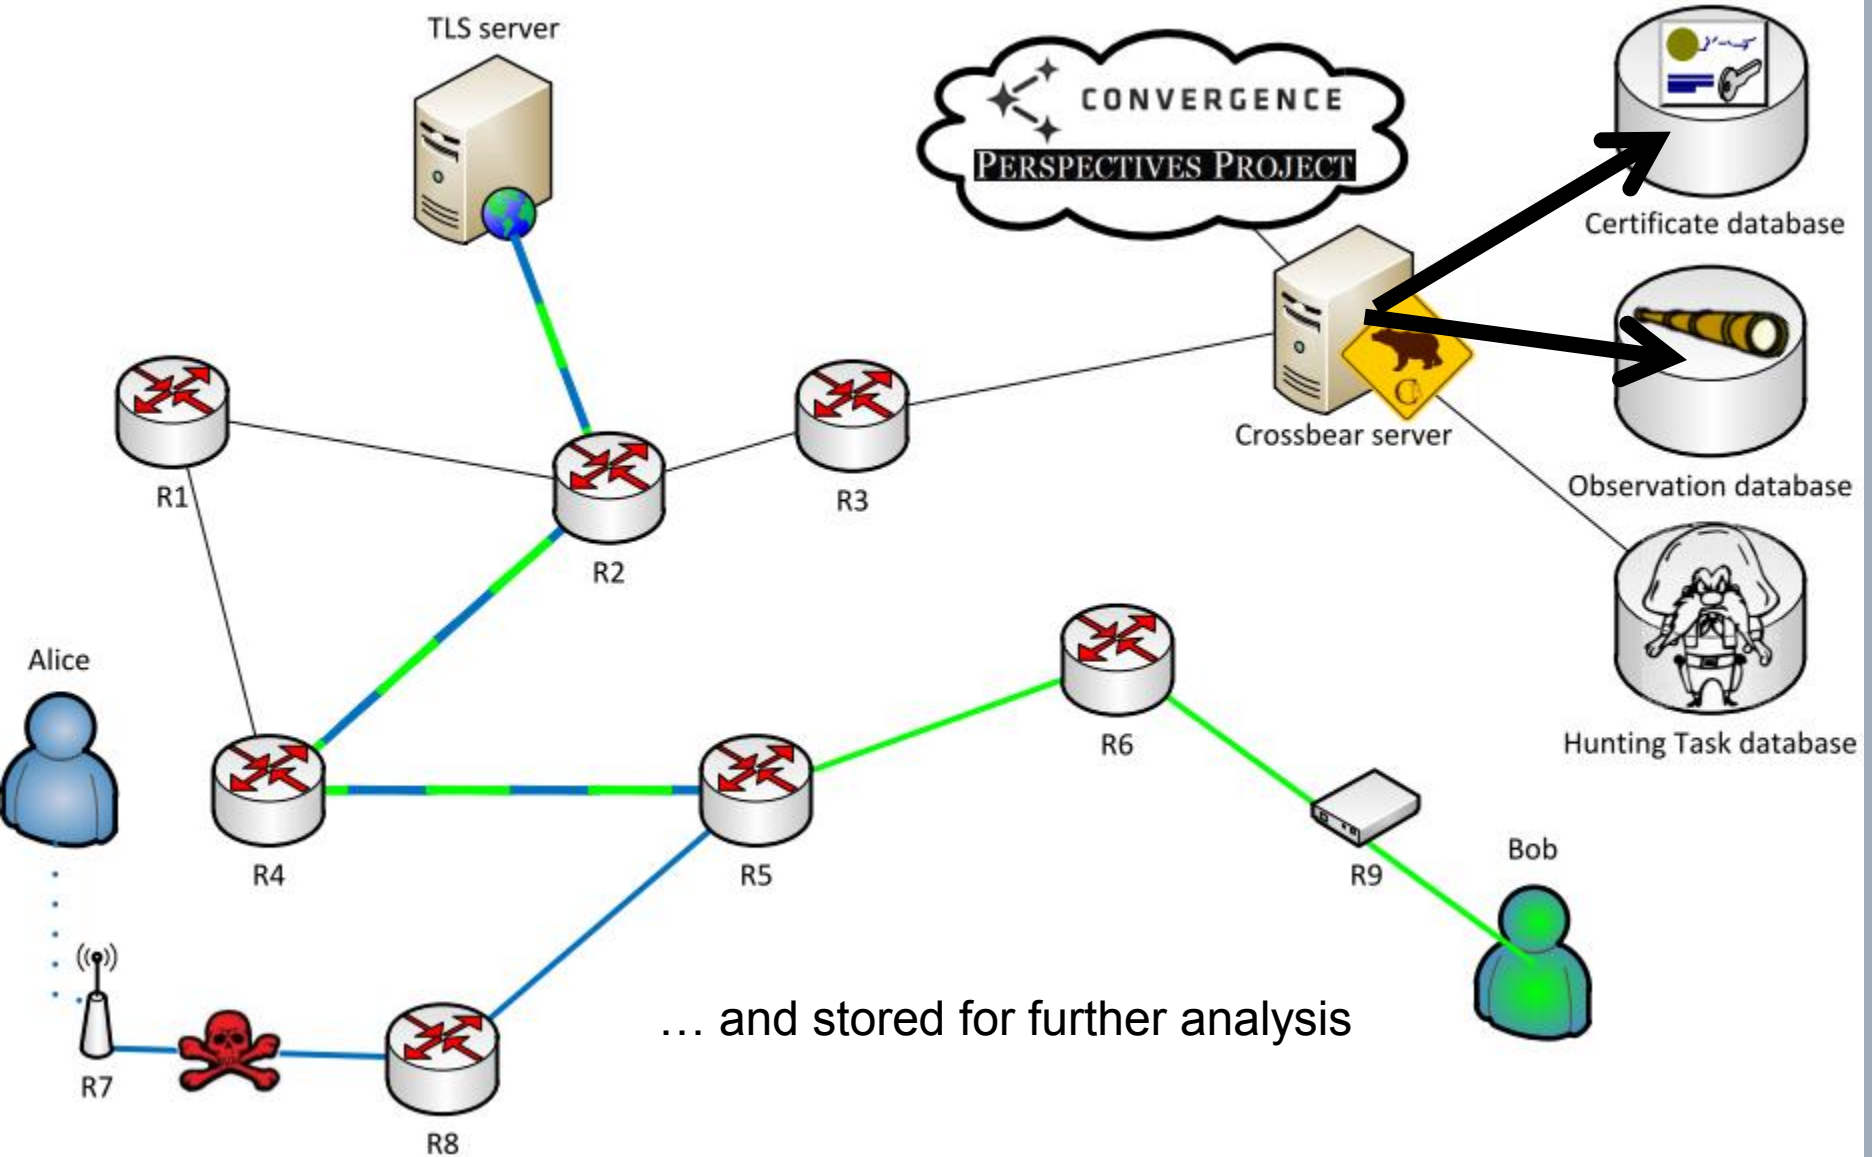 TLS server
CONVERGENCE
PERSPECTIVES PROJECT
Certificate database
Crossbear server
Observation database
R1
R2
R3
Hunting Task database
Alice
R4
R5
R6
R9
Bob
… and stored for further analysis
R7
R8